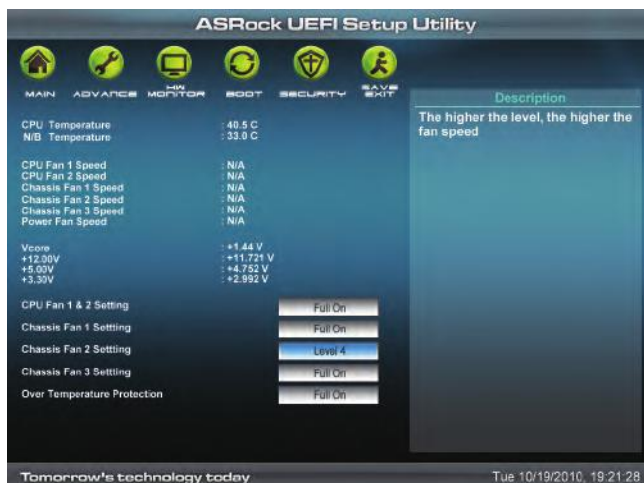 ASRock UEFI Setup Utility
MAIN
ADVANCE
HW MONITOR
BOOT
SECURITY
SAVE EXIT
Description
The higher the level, the higher the
fan speed
CPU Temperature : 40.5 C
N/B Temperature : 33.0 C
CPU Fan 1 Speed : N/A
CPU Fan 2 Speed : N/A
Chassis Fan 1 Speed : N/A
Chassis Fan 2 Speed : N/A
Chassis Fan 3 Speed : N/A
Power Fan Speed : N/A
Vcore : +1.44 V
+12.00V : +11.721 V
+5.00V : +4.752 V
+3.30V : +2.992 V
CPU Fan 1 & 2 Setting Full On
Chassis Fan 1 Settting Full On
Chassis Fan 2 Settting Level 4
Chassis Fan 3 Settting Full On
Over Temperature Protection Full On
Tomorrow's technology today
Tue 10/19/2010, 19:21:28